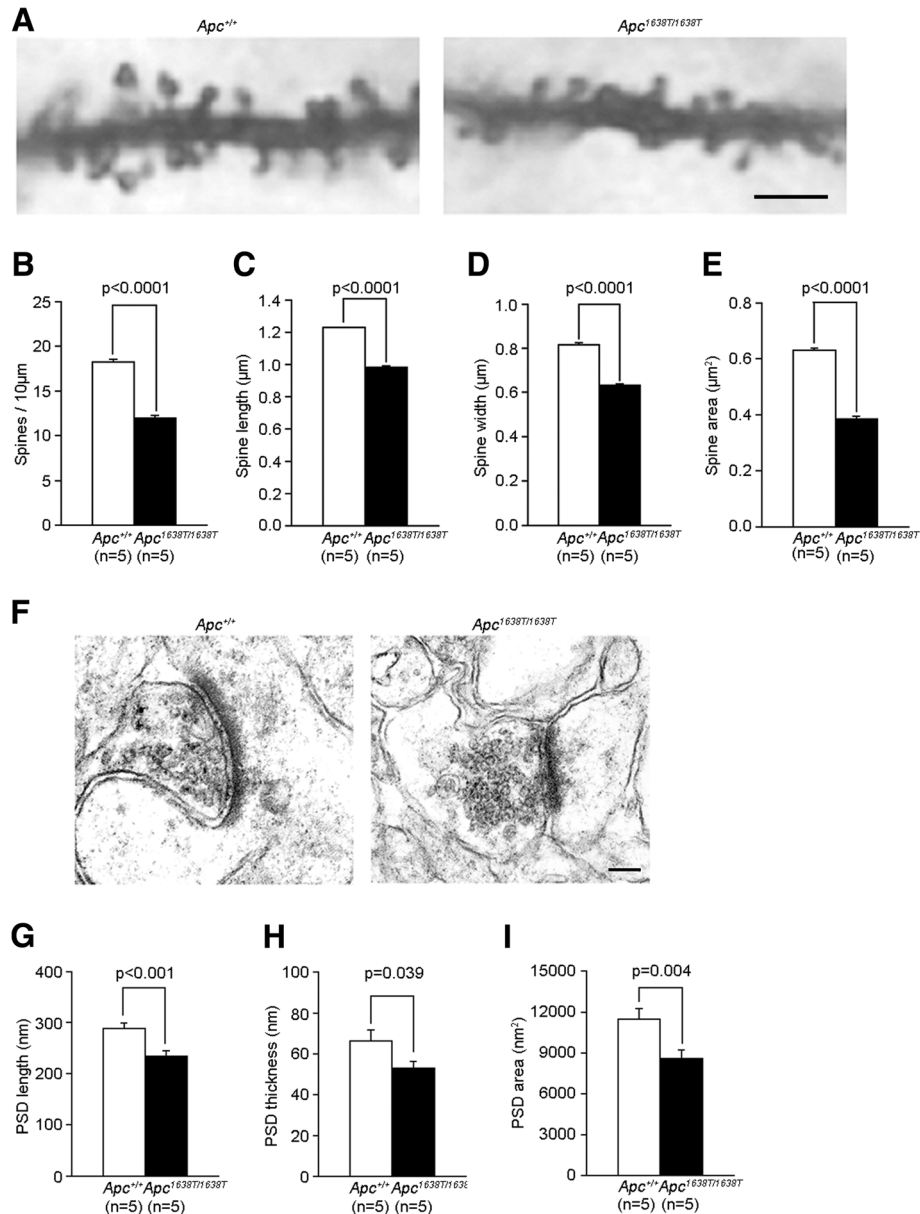 A
Apc+/+ Apc1638T/1638T
B C D E
p<0.0001
25
20
15
10
5
0
Spines / 10µm
Apc+/+ Apc1638T/1638T
(n=5) (n=5)
p<0.0001
1.4
1.2
1.0
0.8
0.6
0.4
0.2
0.0
Spine length (µm)
Apc+/+ Apc1638T/1638T
(n=5) (n=5)
p<0.0001
1.0
0.8
0.6
0.4
0.2
0.0
Spine width (µm)
Apc+/+ Apc1638T/1638T
(n=5) (n=5)
p<0.0001
0.8
0.6
0.4
0.2
0.0
Spine area (µm²)
Apc+/+ Apc1638T/1638T
(n=5) (n=5)
F
Apc+/+ Apc1638T/1638T
G H I
p<0.001
400
300
200
100
0
PSD length (nm)
Apc+/+ Apc1638T/1638T
(n=5) (n=5)
p=0.039
100
80
60
40
20
0
PSD thickness (nm)
Apc+/+ Apc1638T/1638
(n=5) (n=5)
p=0.004
15000
12000
9000
6000
3000
0
PSD area (nm²)
Apc+/+ Apc1638T/1638T
(n=5) (n=5)